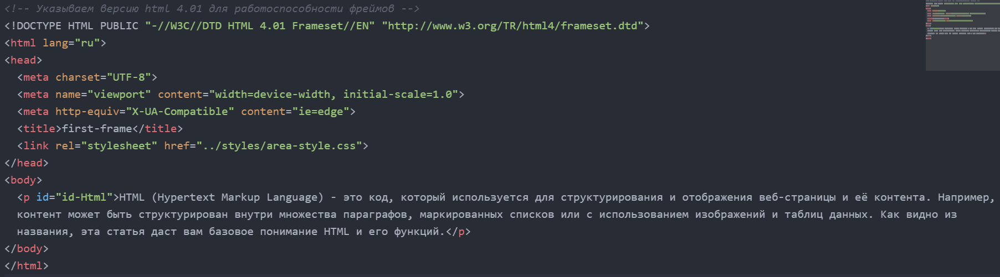 <!-- Указываем версию html 4.01 для работоспособности фреймов -->
<!DOCTYPE HTML PUBLIC "-//W3C//DTD HTML 4.01 Frameset//EN" "http://www.w3.org/TR/html4/frameset.dtd">
<html lang="ru">
<head>
  <meta charset="UTF-8">
  <meta name="viewport" content="width=device-width, initial-scale=1.0">
  <meta http-equiv="X-UA-Compatible" content="ie=edge">
  <title>first-frame</title>
  <link rel="stylesheet" href="../styles/area-style.css">
</head>
<body>
  <p id="id-Html">HTML (Hypertext Markup Language) - это код, который используется для структурирования и отображения веб-страницы и её контента. Например,
  контент может быть структурирован внутри множества параграфов, маркированных списков или с использованием изображений и таблиц данных. Как видно из
  названия, эта статья даст вам базовое понимание HTML и его функций.</p>
</body>
</html>